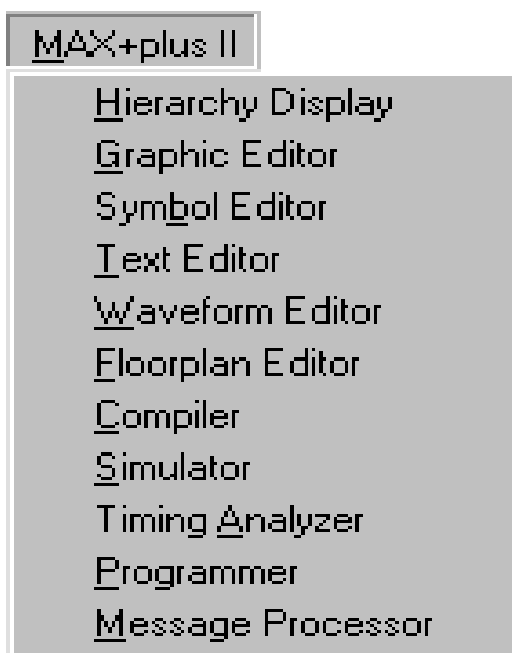 MAX+plus II
Hierarchy Display
Graphic Editor
Symbol Editor
Text Editor
Waveform Editor
Floorplan Editor
Compiler
Simulator
Timing Analyzer
Programmer
Message Processor